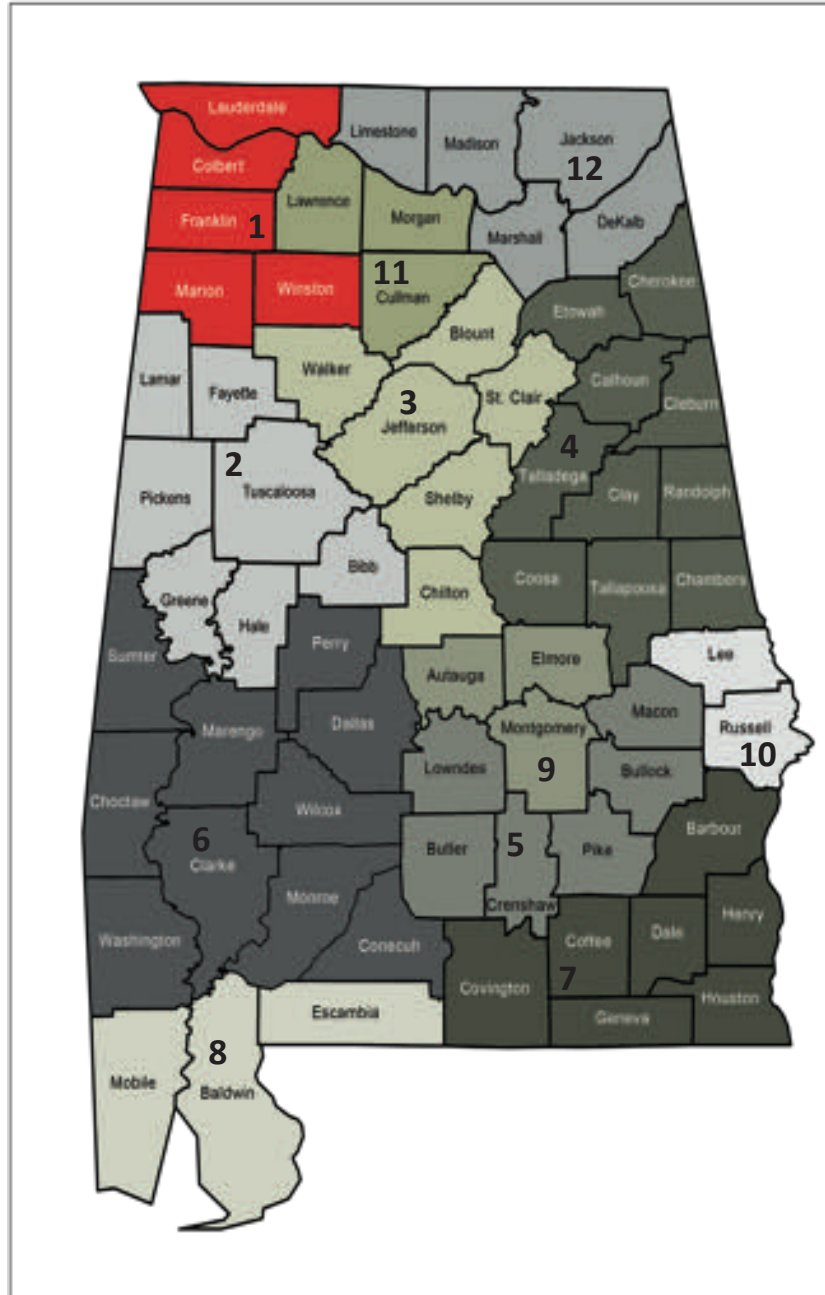 Lauderdale
Limestone
Madison
Jackson
12
Colbert
Lawrence
Franklin
1
Morgan
Marshall
DeKalb
11
Cullman
Cherokee
Marion
Winston
Etowah
Blount
Walker
Lamar
Fayette
3
Jefferson
St. Clair
Calhoun
Cleburn
4
Talladega
2
Tuscaloosa
Pickens
Shelby
Clay
Randolph
Bibb
Chilton
Coosa
Tallapoosa
Chambers
Greene
Hale
Perry
Sumter
Autauga
Elmore
Lee
Macon
Russell
10
Marengo
Dallas
Montgomery
9
Lowndes
Bullock
Choctaw
Wilcox
Barbour
6
Clarke
Butler
5
Crenshaw
Pike
Monroe
Henry
Washington
Conecuh
Coffee
Dale
7
Covington
Houston
Geneva
Escambia
8
Mobile
Baldwin